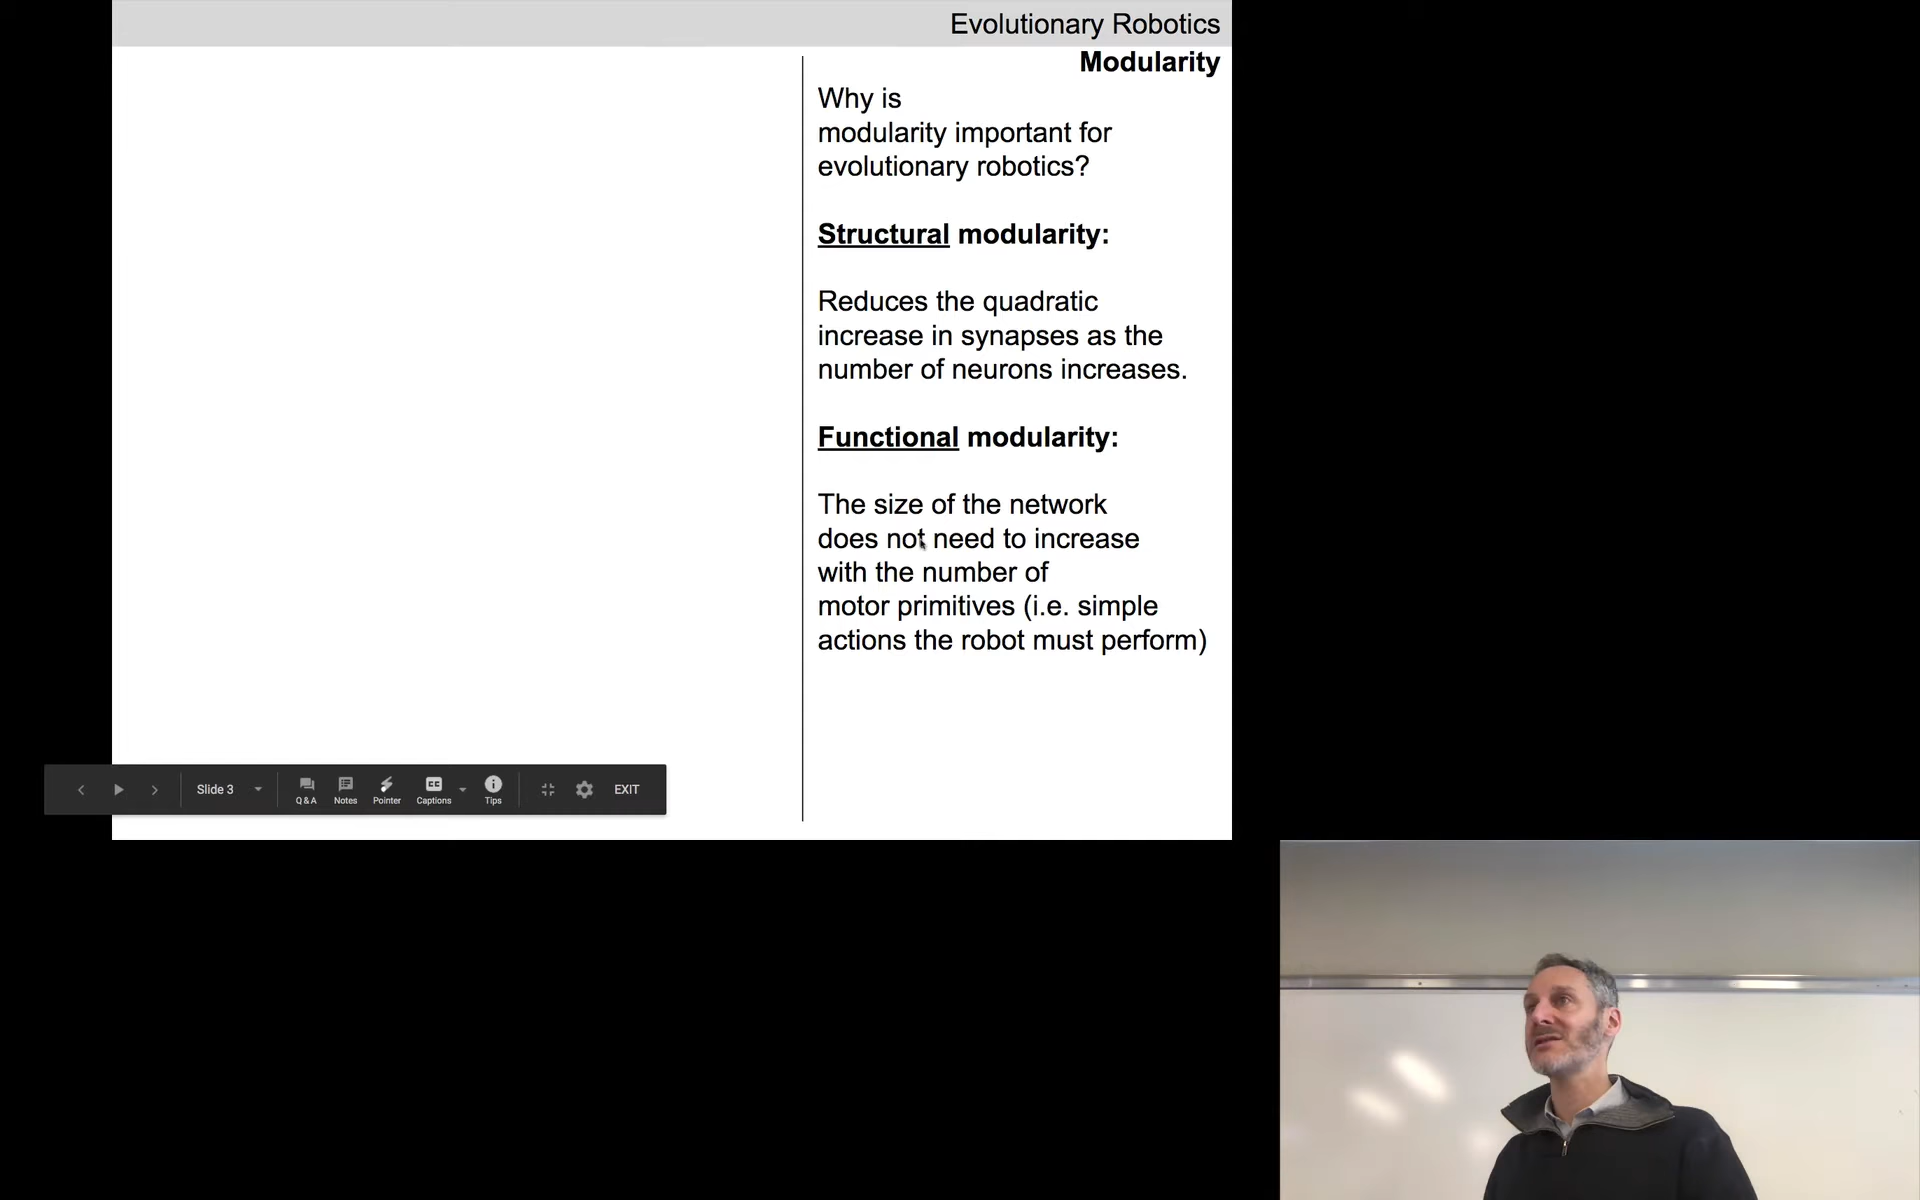 Evolutionary Robotics
Modularity
Why is
modularity important for
evolutionary robotics?
Structural modularity:
Reduces the quadratic
increase in synapses as the
number of neurons increases.
Functional modularity:
The size of the network
does not need to increase
with the number of
motor primitives (i.e. simple
actions the robot must perform)
Slide 3
Q & A
Notes
Pointer
CC
Captions
Tips
EXIT